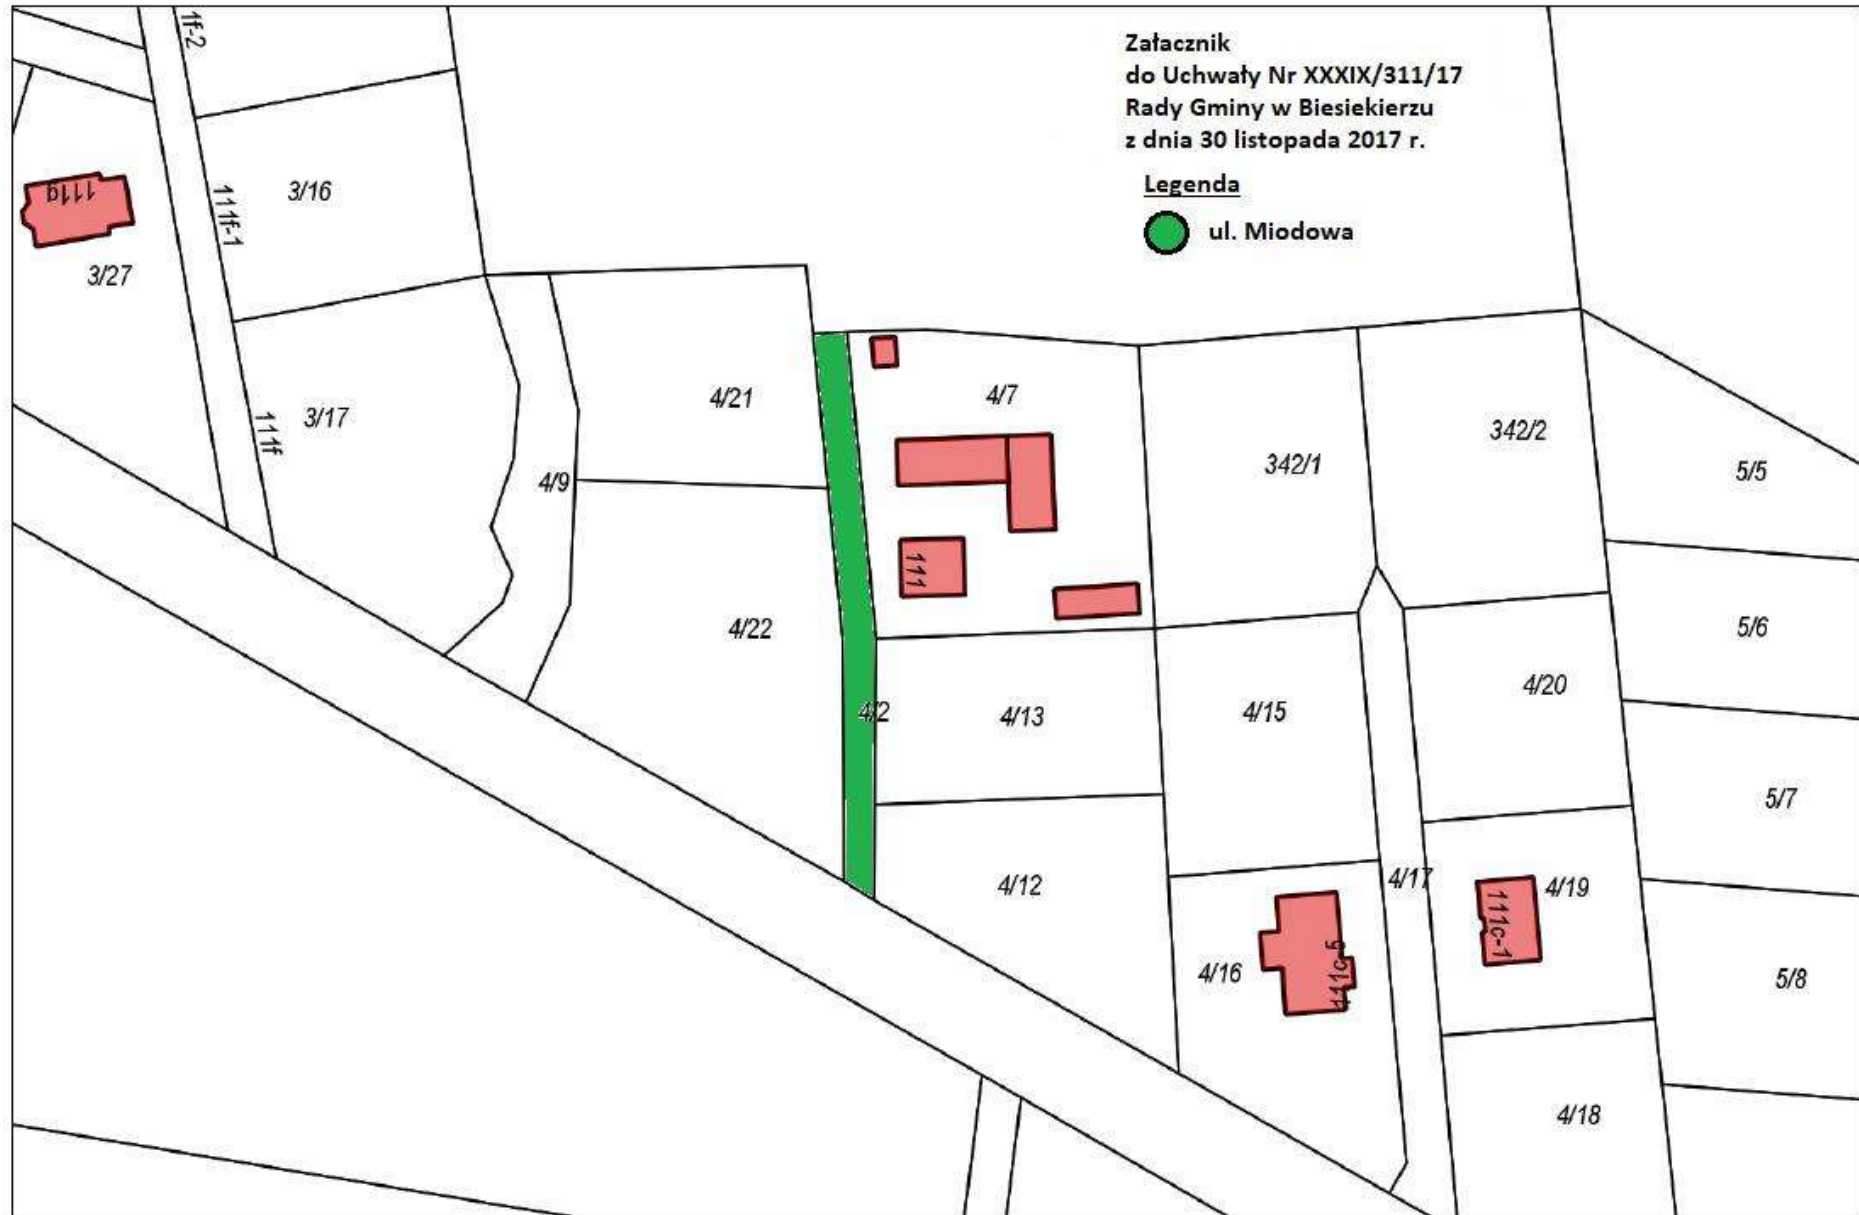 Załacznik
do Uchwały Nr XXXIX/311/17
Rady Gminy w Biesiekierzu
z dnia 30 listopada 2017 r.
Legenda
ul. Miodowa
1f-2
111g
111f-1
3/16
3/27
111f
3/17
4/9
4/21
4/7
342/1
342/2
5/5
111
4/22
5/6
4/2
4/13
4/15
4/20
5/7
4/12
4/17
111c-1
4/19
4/16
111c-5
5/8
4/18